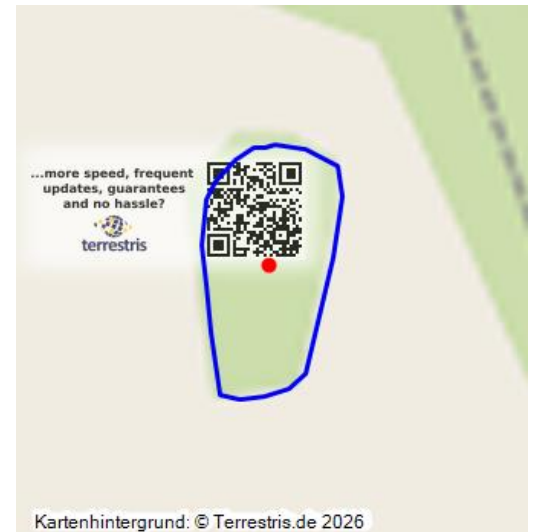 ...more speed, frequent
updates, guarantees
and no hassle?
terrestris
Kartenhintergrund: © Terrestris.de 2026